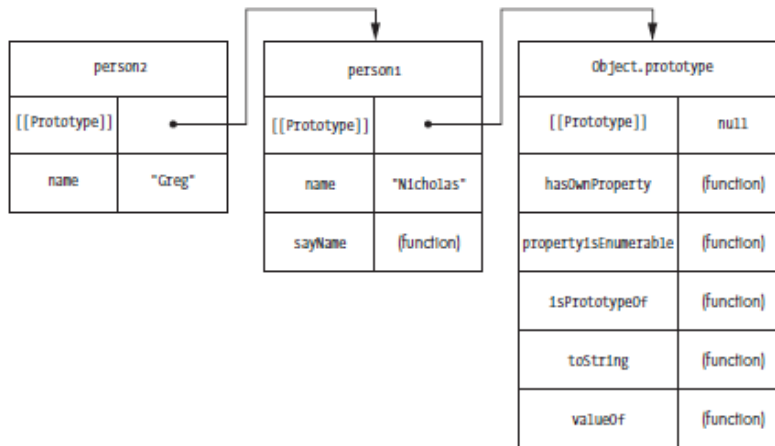 person2
[[Prototype]]
name "Greg"
person1
[[Prototype]]
name "Nicholas"
sayName (function)
Object.prototype
[[Prototype]] null
hasOwnProperty (function)
propertyisEnumerable (function)
isPrototypeOf (function)
toString (function)
valueOf (function)